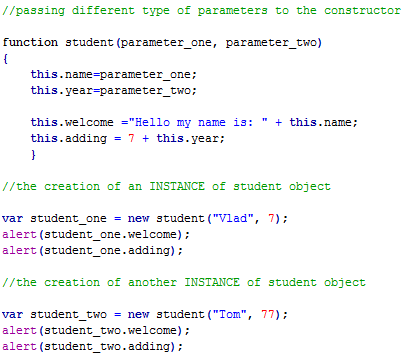 //passing different type of parameters to the constructor
function student(parameter_one, parameter_two)
{
this.name=parameter_one;
this.year=parameter_two;
this.welcome ="Hello my name is: " + this.name;
this.adding = 7 + this.year;
}
//the creation of an INSTANCE of student object
var student_one = new student("Vlad", 7);
alert(student_one.welcome);
alert(student_one.adding);
//the creation of another INSTANCE of student object
var student_two = new student("Tom", 77);
alert(student_two.welcome);
alert(student_two.adding);